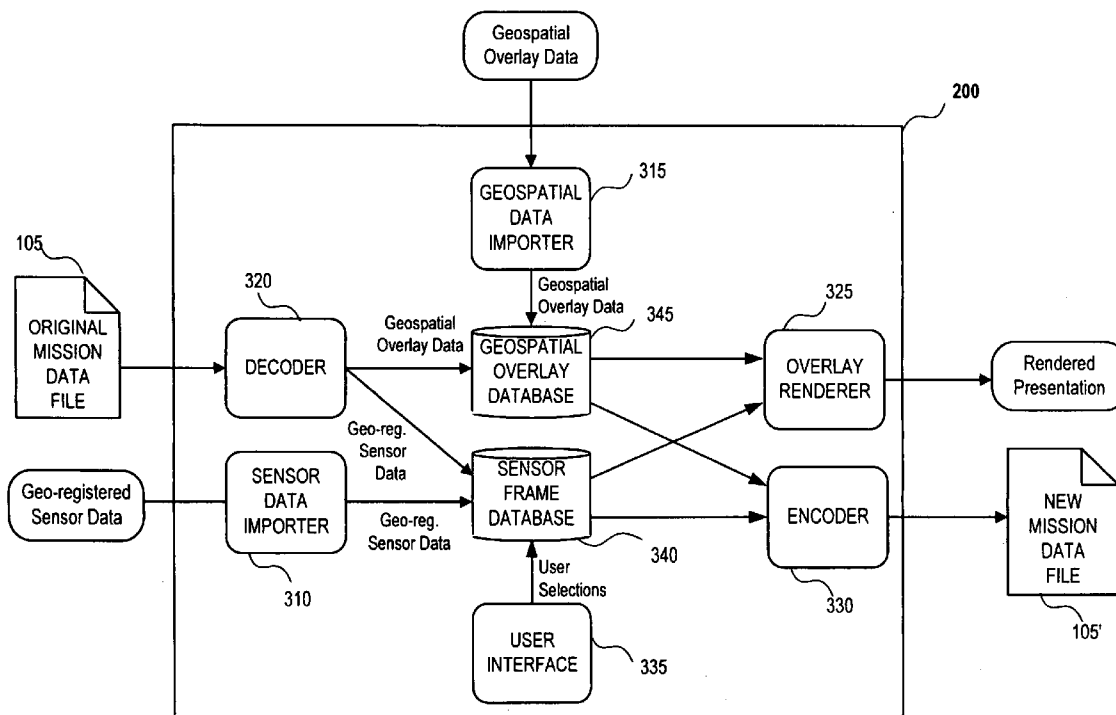 Geospatial
Overlay Data
200
GEOSPATIAL
DATA
IMPORTER
315
105
ORIGINAL
MISSION
DATA
FILE
320
DECODER
Geospatial
Overlay Data
Geospatial
Overlay Data
345
GEOSPATIAL
OVERLAY
DATABASE
325
OVERLAY
RENDERER
Rendered
Presentation
Geo-reg.
Sensor
Data
Geo-registered
Sensor Data
SENSOR
DATA
IMPORTER
310
Geo-reg.
Sensor Data
SENSOR
FRAME
DATABASE
340
ENCODER
330
NEW
MISSION
DATA
FILE
105'
User
Selections
USER
INTERFACE
335